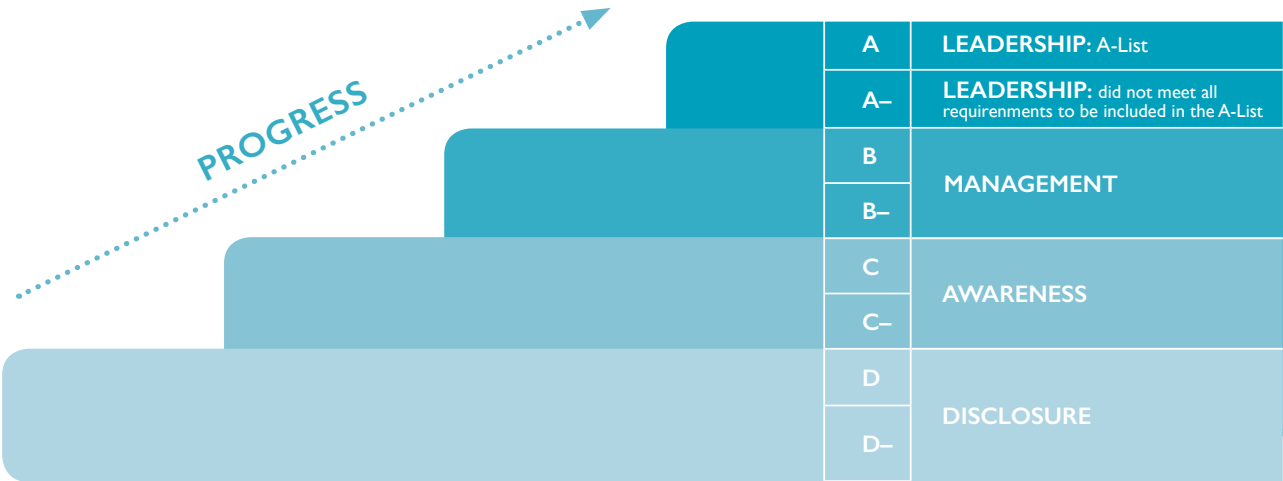 PROGRESS
A
LEADERSHIP: A-List
A–
LEADERSHIP: did not meet all
requirenments to be included in the A-List
B
MANAGEMENT
B–
C
AWARENESS
C–
D
DISCLOSURE
D–